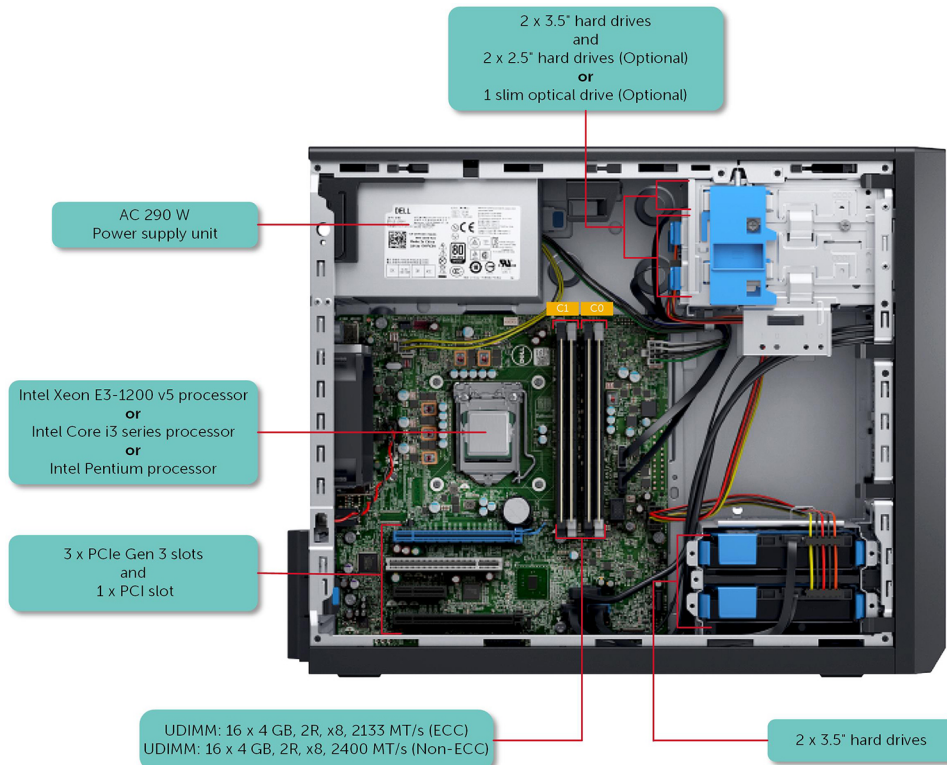 2 x 3.5" hard drives
and
2 x 2.5" hard drives (Optional)
or
1 slim optical drive (Optional)
AC 290 W
Power supply unit
DELL
80
C1 C0
DELL
Intel Xeon E3-1200 v5 processor
or
Intel Core i3 series processor
or
Intel Pentium processor
3 x PCIe Gen 3 slots
and
1 x PCI slot
UDIMM: 16 x 4 GB, 2R, x8, 2133 MT/s (ECC)
UDIMM: 16 x 4 GB, 2R, x8, 2400 MT/s (Non-ECC)
2 x 3.5" hard drives